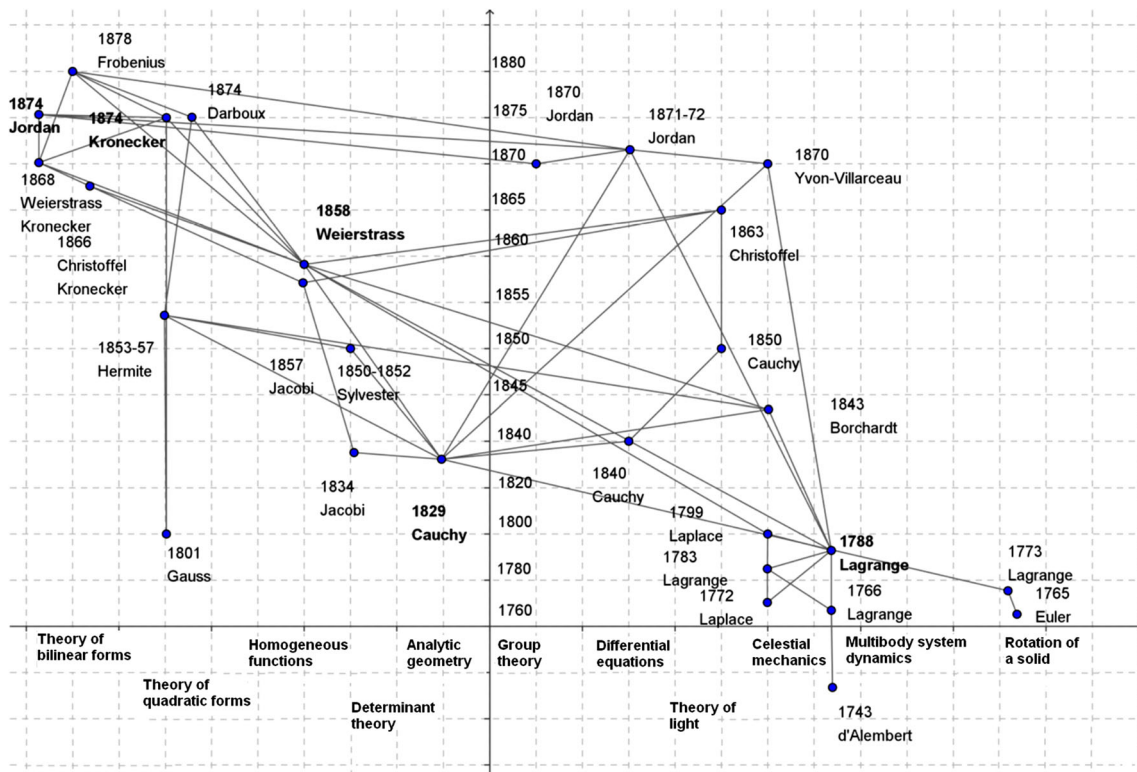 1878
Frobenius
1880
1874
Jordan
1874
Kronecker
1874
Darboux
1875
1870
Jordan
1871-72
Jordan
1870
1870
Yvon-Villarceau
1868
Weierstrass
Kronecker
1866
Christoffel
Kronecker
1858
Weierstrass
1865
1860
1863
Christoffel
1855
1853-57
Hermite
1857
Jacobi
1850-1852
Sylvester
1850
1850
Cauchy
1845
1843
Borchardt
1840
1840
Cauchy
1834
Jacobi
1829
Cauchy
1820
1801
Gauss
1800
1799
Laplace
1788
Lagrange
1783
Lagrange
1780
1773
Lagrange
1772
Laplace
1766
Lagrange
1765
Euler
1760
Theory of
bilinear forms
Homogeneous
functions
Analytic
geometry
Group
theory
Differential
equations
Celestial
mechanics
Multibody system
dynamics
Rotation of
a solid
Theory of
quadratic forms
Determinant
theory
Theory of
light
1743
d'Alembert